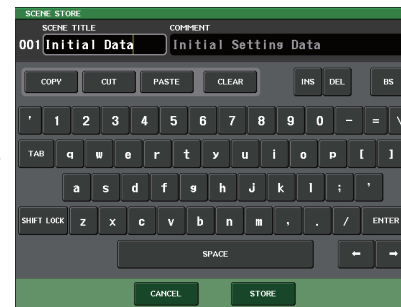 SCENE STORE
SCENE TITLE COMMENT
001 Initial Data Initial Setting Data
COPY CUT PASTE CLEAR INS DEL BS
' 1 2 3 4 5 6 7 8 9 0 - = \
TAB q w e r t y u i o p [ ]
a s d f g h j k l ; '
SHIFT LOCK z x c v b n m , . / ENTER
SPACE ← →
CANCEL STORE